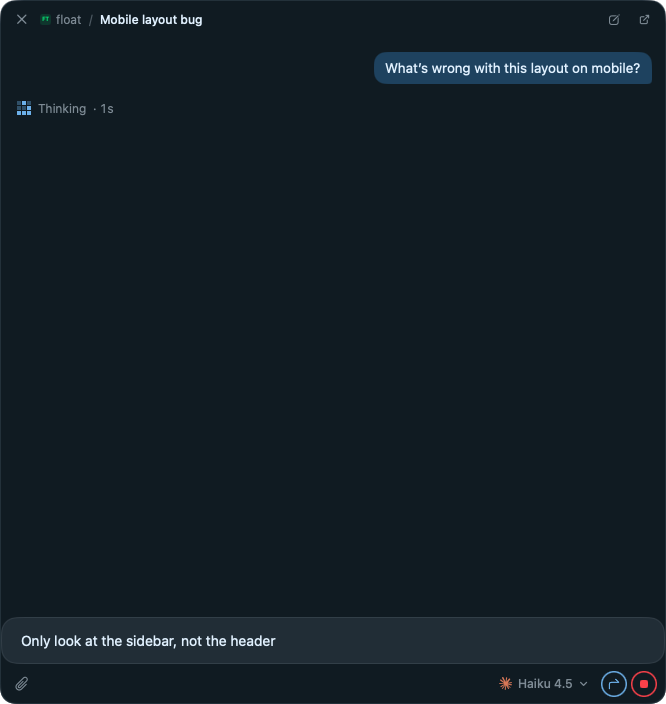 FT float / Mobile layout bug
What’s wrong with this layout on mobile?
Thinking · 1s
Only look at the sidebar, not the header
Haiku 4.5